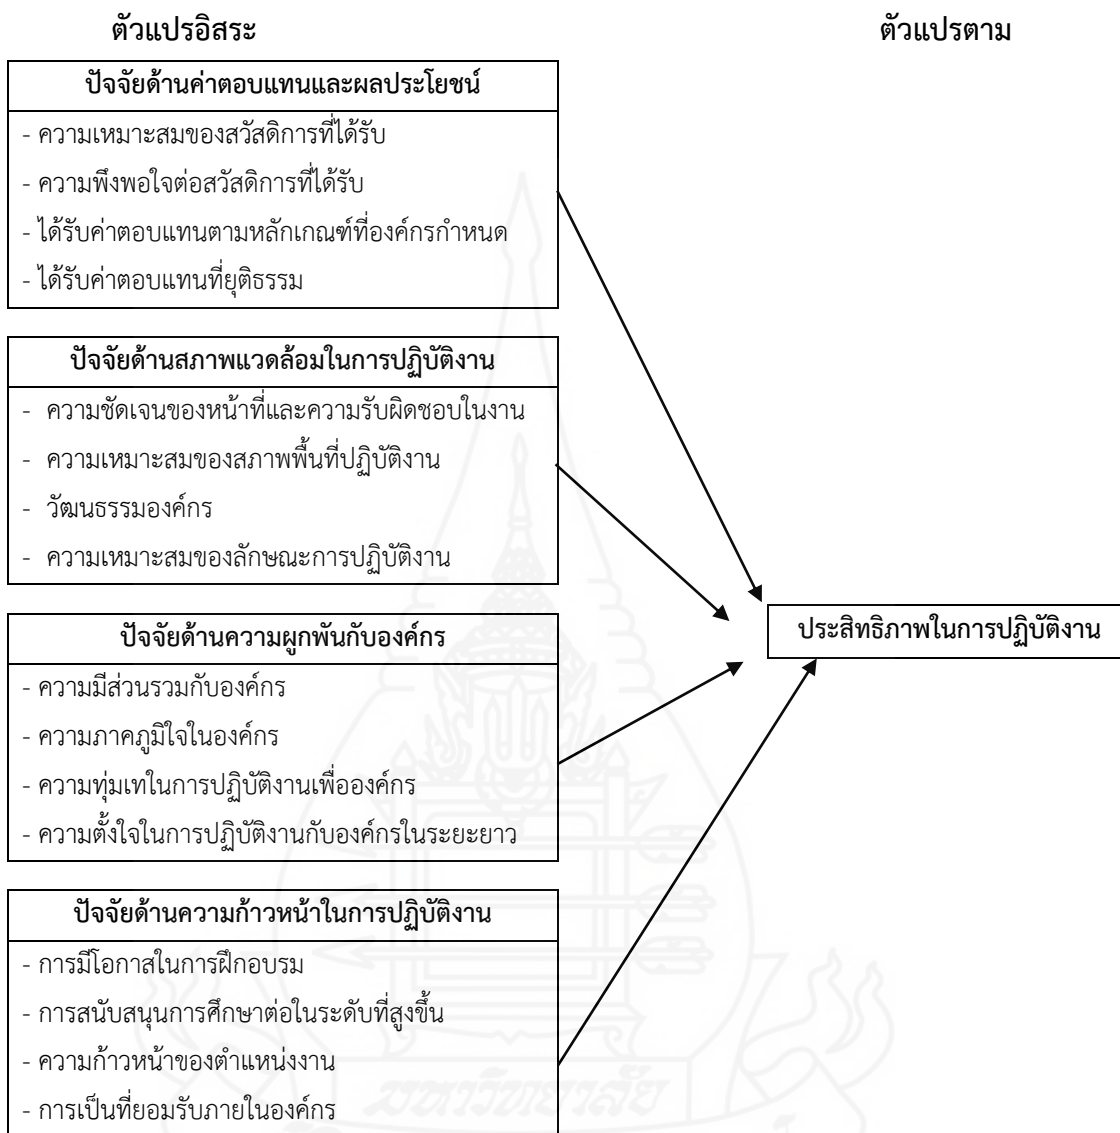 ตัวแปรอิสระ
ตัวแปรตาม
ปัจจัยด้านค่าตอบแทนและผลประโยชน์
- ความเหมาะสมของสวัสดิการที่ได้รับ
- ความพึงพอใจต่อสวัสดิการที่ได้รับ
- ได้รับค่าตอบแทนตามหลักเกณฑ์ที่องค์กรกำหนด
- ได้รับค่าตอบแทนที่ยุติธรรม
ปัจจัยด้านสภาพแวดล้อมในการปฏิบัติงาน
- ความชัดเจนของหน้าที่และความรับผิดชอบในงาน
- ความเหมาะสมของสภาพพื้นที่ปฏิบัติงาน
- วัฒนธรรมองค์กร
- ความเหมาะสมของลักษณะการปฏิบัติงาน
ปัจจัยด้านความผูกพันกับองค์กร
- ความมีส่วนรวมกับองค์กร
- ความภาคภูมิใจในองค์กร
- ความทุ่มเทในการปฏิบัติงานเพื่อองค์กร
- ความตั้งใจในการปฏิบัติงานกับองค์กรในระยะยาว
ปัจจัยด้านความก้าวหน้าในการปฏิบัติงาน
- การมีโอกาสในการฝึกอบรม
- การสนับสนุนการศึกษาต่อในระดับที่สูงขึ้น
- ความก้าวหน้าของตำแหน่งงาน
- การเป็นที่ยอมรับภายในองค์กร
ประสิทธิภาพในการปฏิบัติงาน
มหาวิทยาลัย